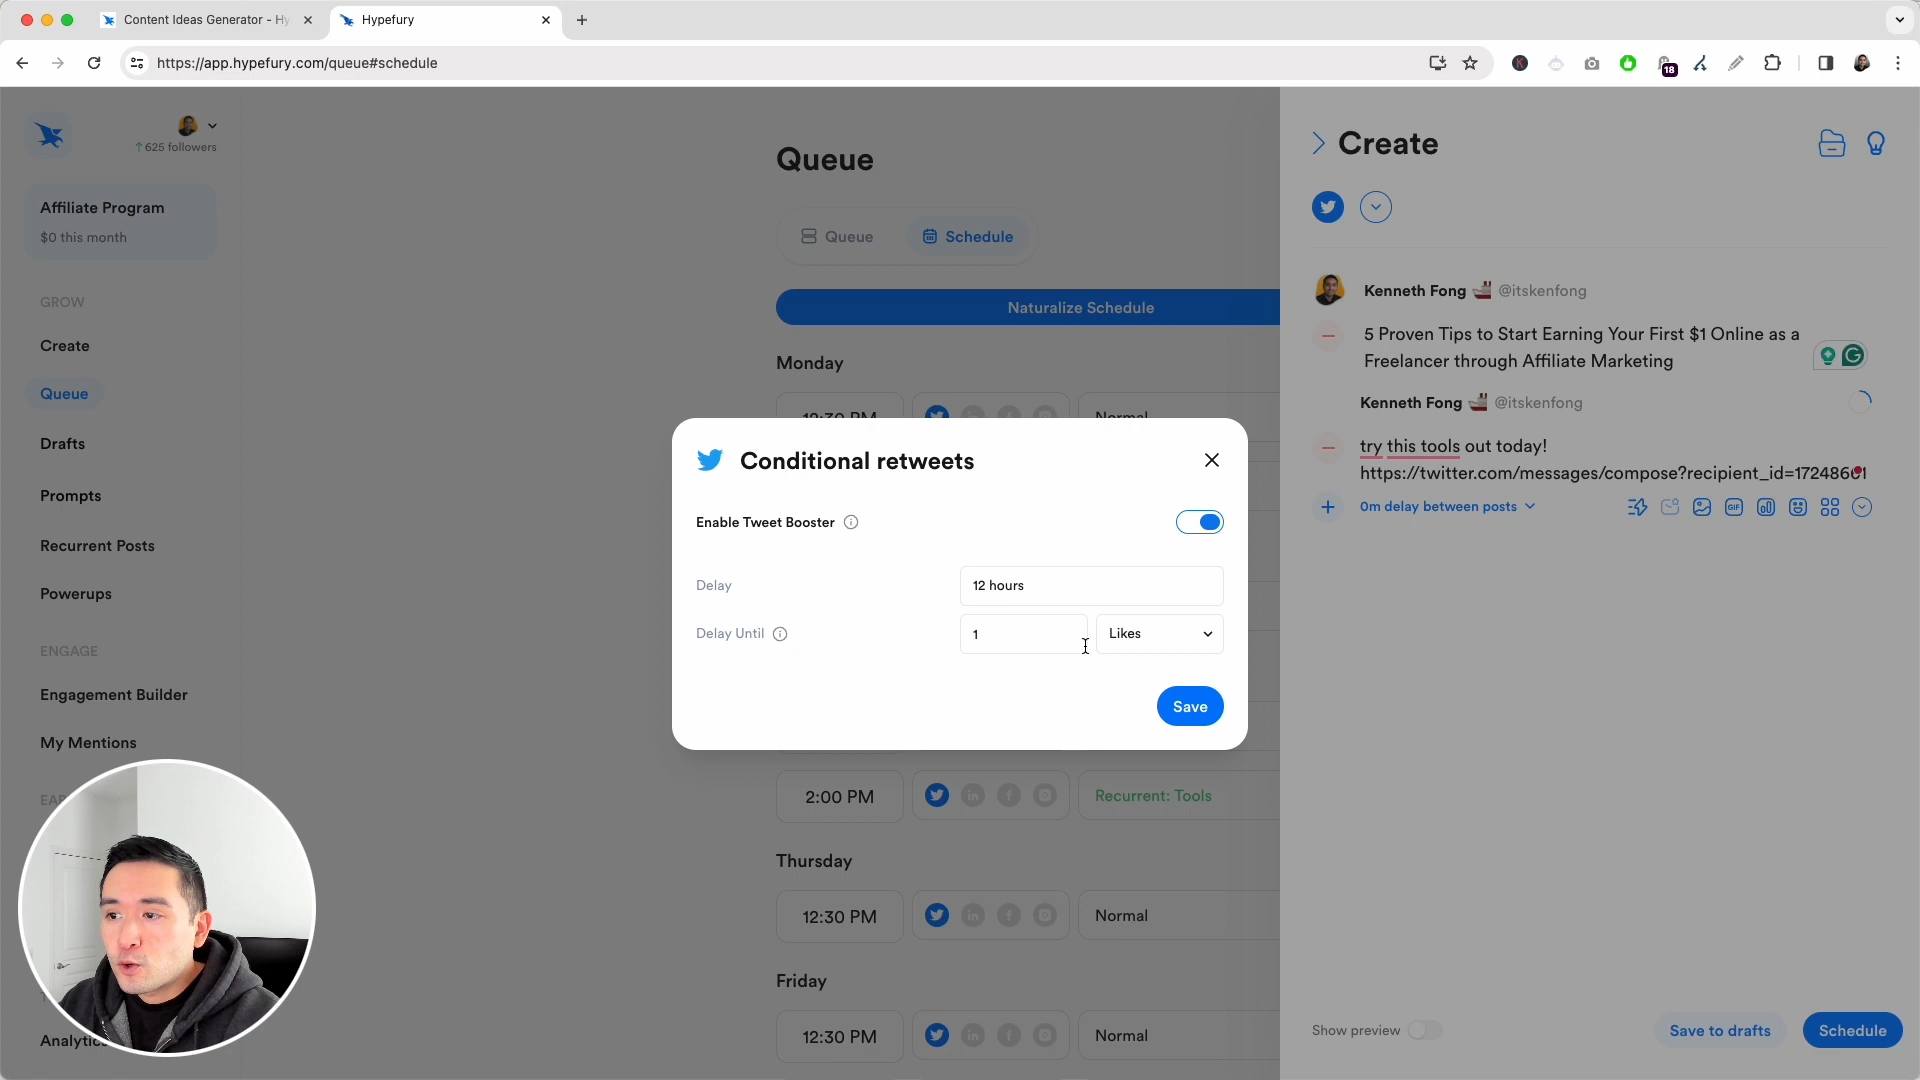 Content Ideas Generator - Hy
Hypefury
https://app.hypefury.com/queue#schedule
18
625 followers
Affiliate Program
$0 this month
GROW
Create
Queue
Drafts
Prompts
Recurrent Posts
Powerups
ENGAGE
Engagement Builder
My Mentions
Analytics
Queue
Queue
Schedule
Naturalize Schedule
Monday
12:30 PM
Normal
2:00 PM
Recurrent: Tools
Thursday
12:30 PM
Normal
Friday
12:30 PM
Normal
Conditional retweets
Enable Tweet Booster
Delay
12 hours
Delay Until
1
Likes
Save
Create
Kenneth Fong @itskenfong
5 Proven Tips to Start Earning Your First $1 Online as a
Freelancer through Affiliate Marketing
Kenneth Fong @itskenfong
try this tools out today!
https://twitter.com/messages/compose?recipient_id=17248661
0m delay between posts
GIF
Show preview
Save to drafts
Schedule